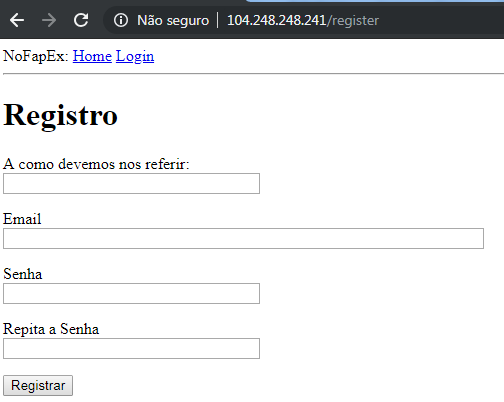 Não seguro | 104.248.248.241/register
NoFapEx: Home Login
Registro
A como devemos nos referir:
Email
Senha
Repita a Senha
Registrar